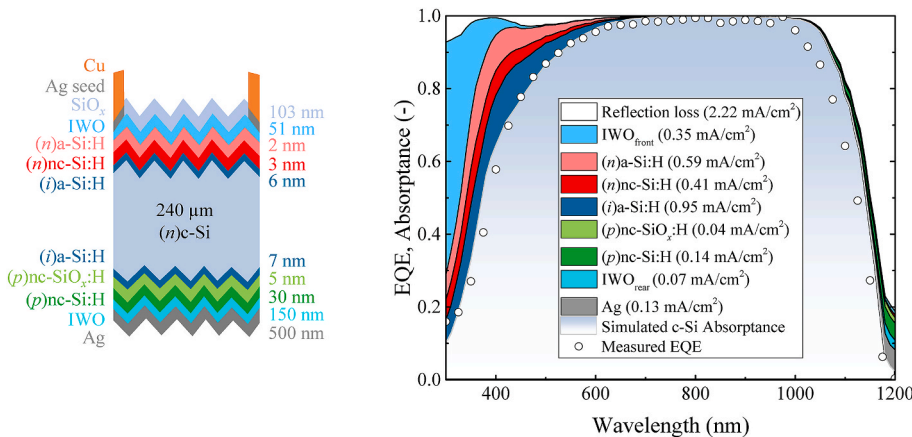 Cu
Ag seed
SiOₓ
IWO
(n)a-Si:H
(n)nc-Si:H
(i)a-Si:H
103 nm
51 nm
2 nm
3 nm
6 nm
240 µm
(n)c-Si
(i)a-Si:H
(p)nc-SiOₓ:H
(p)nc-Si:H
IWO
Ag
7 nm
5 nm
30 nm
150 nm
500 nm
EQE, Absorptance (-)
1.0
0.8
0.6
0.4
0.2
0.0
Reflection loss (2.22 mA/cm²)
IWO_front (0.35 mA/cm²)
(n)a-Si:H (0.59 mA/cm²)
(n)nc-Si:H (0.41 mA/cm²)
(i)a-Si:H (0.95 mA/cm²)
(p)nc-SiOₓ:H (0.04 mA/cm²)
(p)nc-Si:H (0.14 mA/cm²)
IWO_rear (0.07 mA/cm²)
Ag (0.13 mA/cm²)
Simulated c-Si Absorptance
Measured EQE
400 600 800 1000 1200
Wavelength (nm)